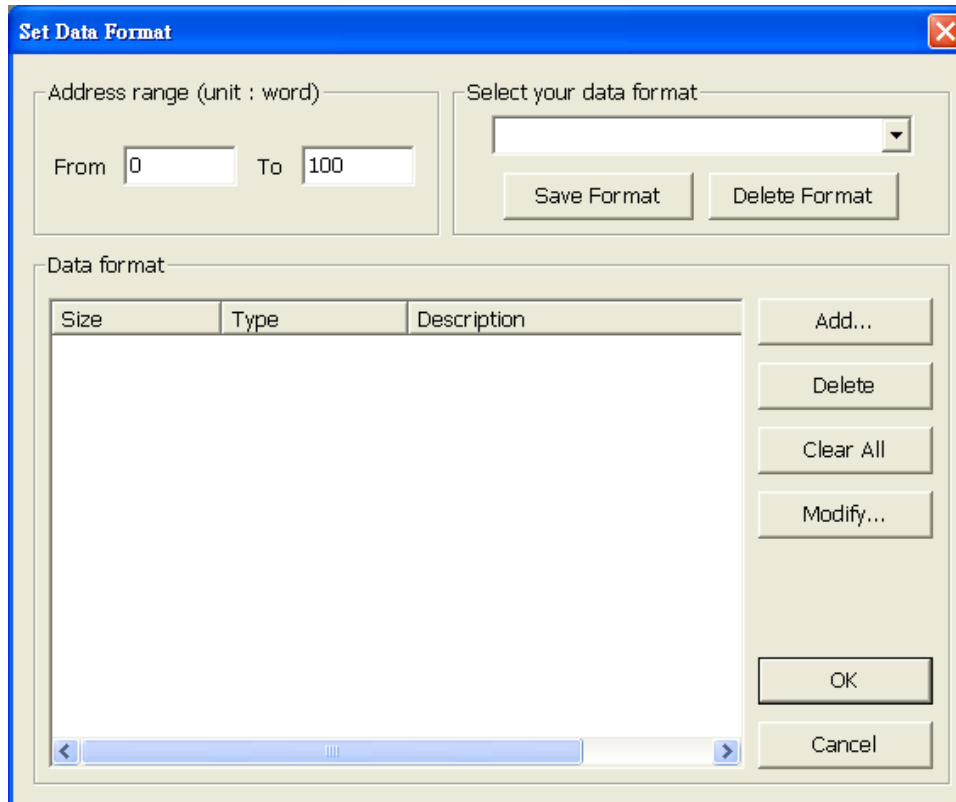 Set Data Format
Address range (unit : word)
From 0 To 100
Select your data format
Save Format Delete Format
Data format
Size Type Description
Add...
Delete
Clear All
Modify...
OK
Cancel